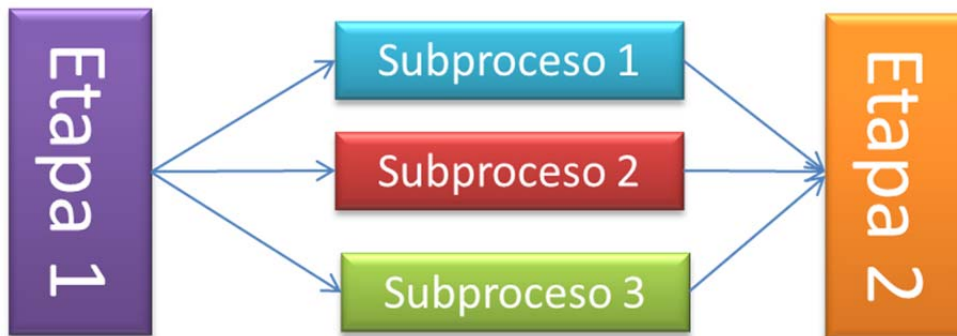 Etapa 1
Subproceso 1
Subproceso 2
Subproceso 3
Etapa 2